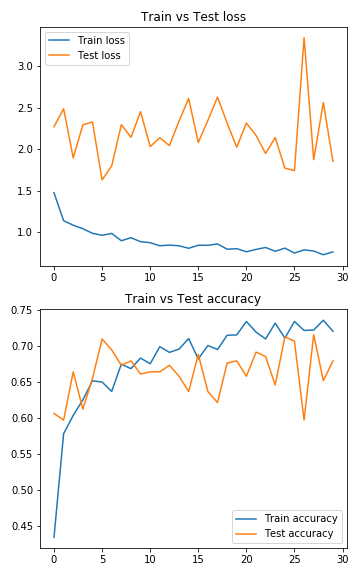 Train vs Test loss
Train loss
Test loss
3.0
2.5
2.0
1.5
1.0
0 5 10 15 20 25 30
Train vs Test accuracy
0.75
0.70
0.65
0.60
0.55
0.50
0.45
Train accuracy
Test accuracy
0 5 10 15 20 25 30